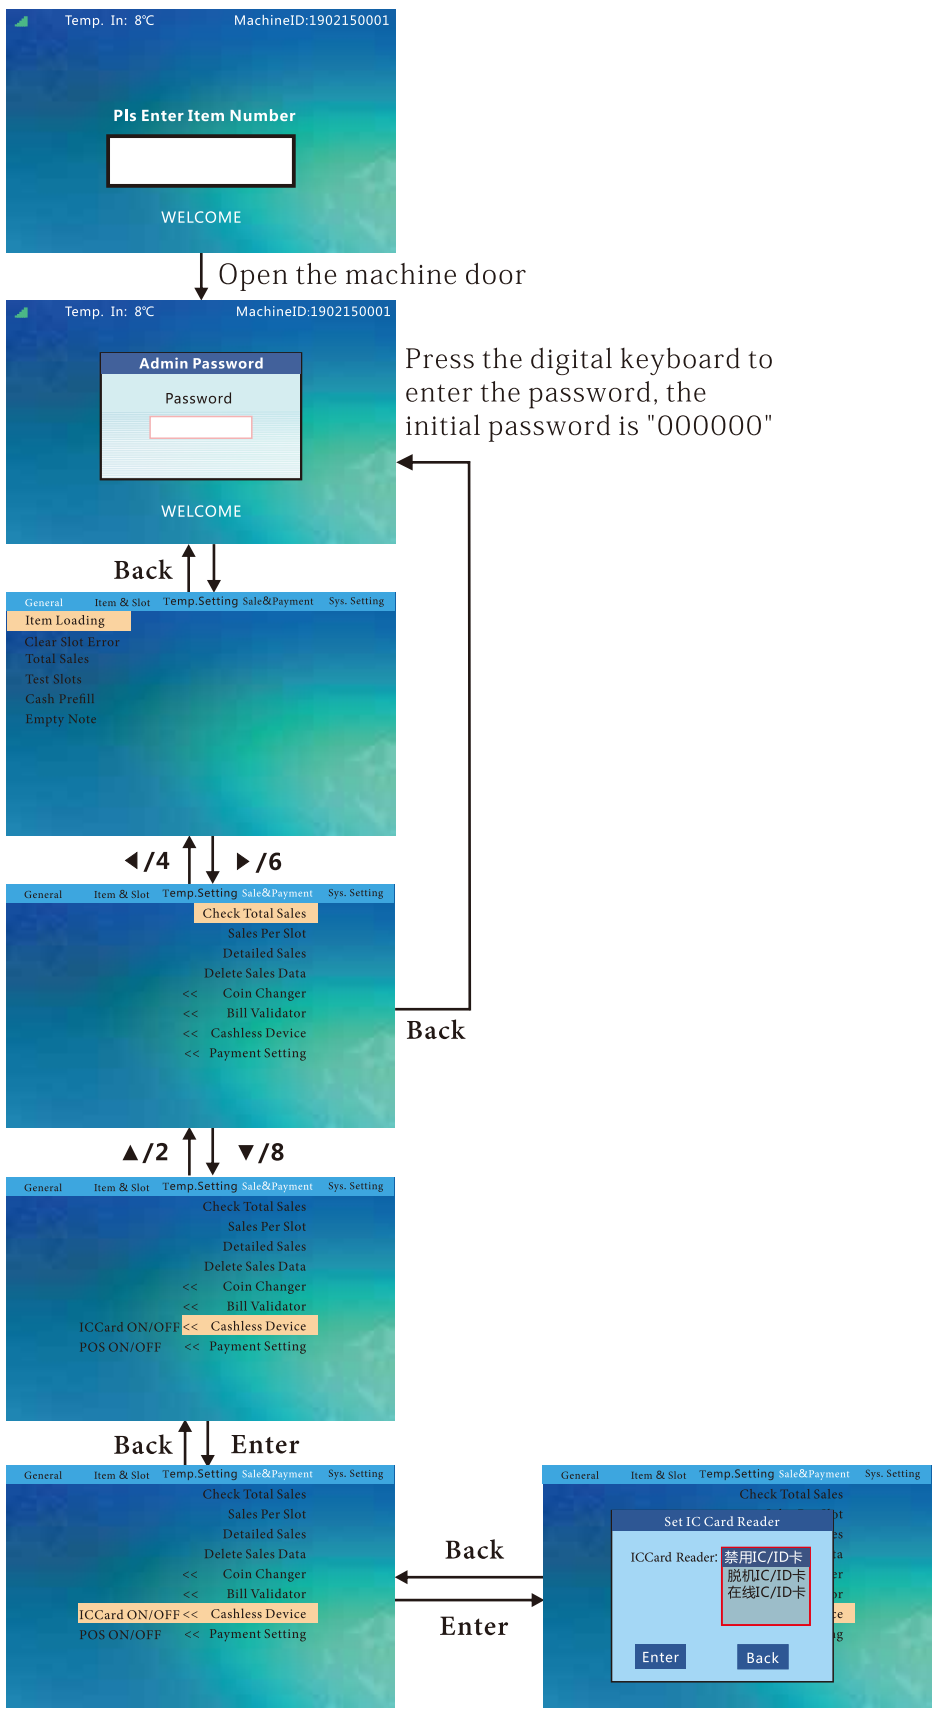 Temp. In: 8℃ MachineID:1902150001
Pls Enter Item Number
WELCOME
Open the machine door
Temp. In: 8℃ MachineID:1902150001
Admin Password
Password
WELCOME
Press the digital keyboard to
enter the password, the
initial password is "000000"
Back
General Item & Slot Temp.Setting Sale&Payment Sys. Setting
Item Loading
Clear Slot Error
Total Sales
Test Slots
Cash Prefill
Empty Note
◀/4 ▶/6
General Item & Slot Temp.Setting Sale&Payment Sys. Setting
Check Total Sales
Sales Per Slot
Detailed Sales
Delete Sales Data
<< Coin Changer
<< Bill Validator
<< Cashless Device
<< Payment Setting
Back
▲/2 ▼/8
General Item & Slot Temp.Setting Sale&Payment Sys. Setting
Check Total Sales
Sales Per Slot
Detailed Sales
Delete Sales Data
<< Coin Changer
<< Bill Validator
ICCard ON/OFF << Cashless Device
POS ON/OFF << Payment Setting
Back Enter
General Item & Slot Temp.Setting Sale&Payment Sys. Setting
Check Total Sales
Sales Per Slot
Detailed Sales
Delete Sales Data
<< Coin Changer
<< Bill Validator
ICCard ON/OFF << Cashless Device
POS ON/OFF << Payment Setting
Back
Enter
General Item & Slot Temp.Setting Sale&Payment Sys. Setting
Check Total Sales
Set IC Card Reader
ICCard Reader: 禁用IC/ID卡
脱机IC/ID卡
在线IC/ID卡
Enter Back